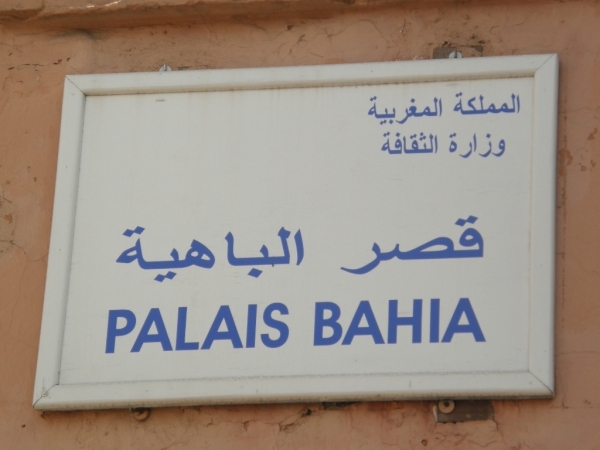 المملكة المغربية
وزارة الثقافة
قصر الباهية
PALAIS BAHIA